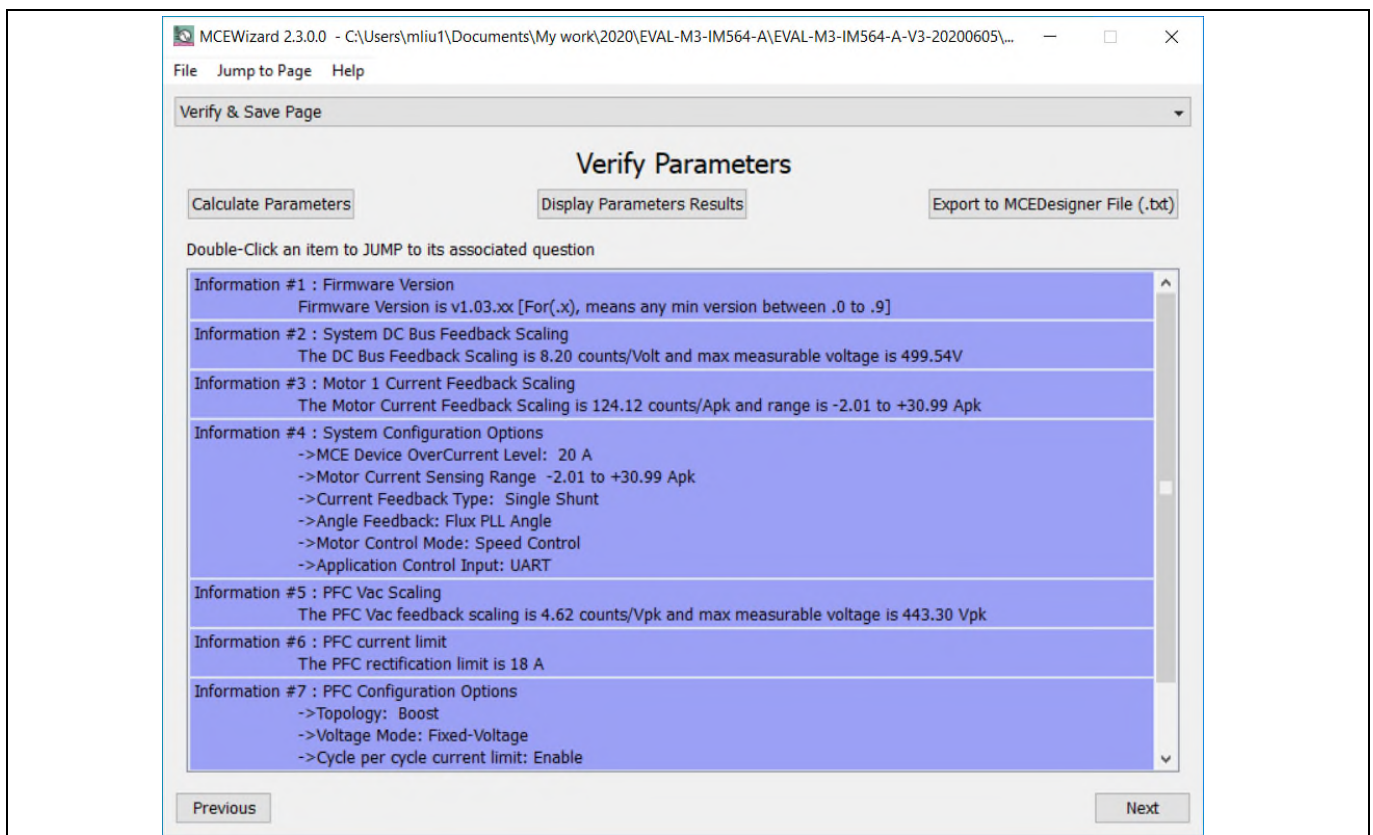 MCEWizard 2.3.0.0 - C:\Users\mliu1\Documents\My work\2020\EVAL-M3-IM564-A\EVAL-M3-IM564-A-V3-20200605\...
File Jump to Page Help
Verify & Save Page
Verify Parameters
Calculate Parameters Display Parameters Results Export to MCEDesigner File (.txt)
Double-Click an item to JUMP to its associated question
Information #1 : Firmware Version
Firmware Version is v1.03.xx [For(.x), means any min version between .0 to .9]
Information #2 : System DC Bus Feedback Scaling
The DC Bus Feedback Scaling is 8.20 counts/Volt and max measurable voltage is 499.54V
Information #3 : Motor 1 Current Feedback Scaling
The Motor Current Feedback Scaling is 124.12 counts/Apk and range is -2.01 to +30.99 Apk
Information #4 : System Configuration Options
->MCE Device OverCurrent Level: 20 A
->Motor Current Sensing Range -2.01 to +30.99 Apk
->Current Feedback Type: Single Shunt
->Angle Feedback: Flux PLL Angle
->Motor Control Mode: Speed Control
->Application Control Input: UART
Information #5 : PFC Vac Scaling
The PFC Vac feedback scaling is 4.62 counts/Vpk and max measurable voltage is 443.30 Vpk
Information #6 : PFC current limit
The PFC rectification limit is 18 A
Information #7 : PFC Configuration Options
->Topology: Boost
->Voltage Mode: Fixed-Voltage
->Cycle per cycle current limit: Enable
Previous Next